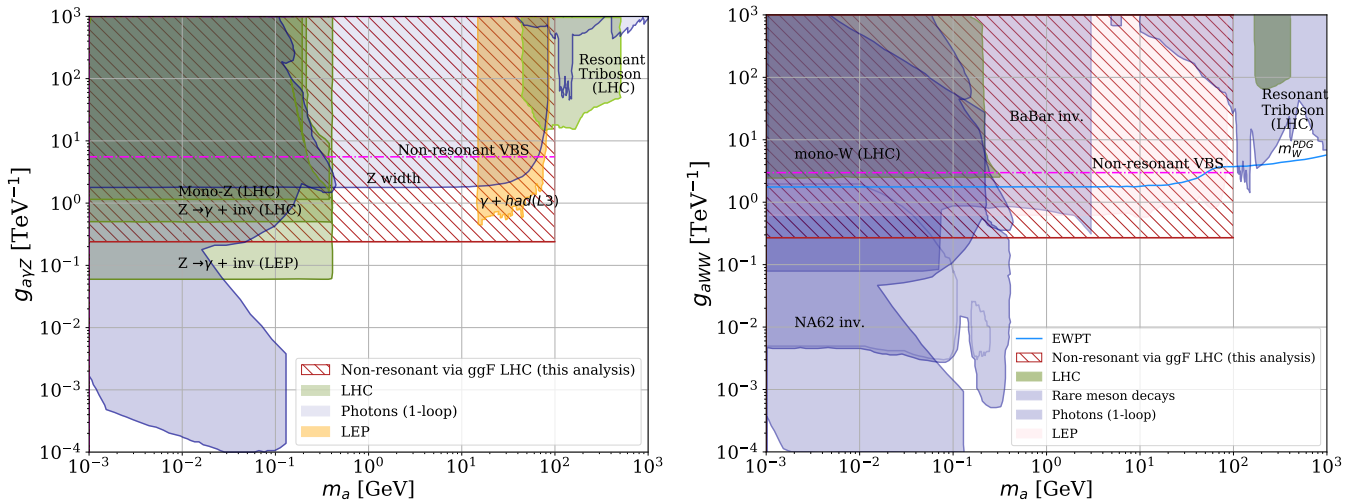 10³
10²
10¹
10⁰
10⁻¹
10⁻²
10⁻³
10⁻⁴
g_{aγZ} [TeV⁻¹]
Resonant
Triboson
(LHC)
Non-resonant VBS
Z width
Mono-Z (LHC)
γ + had(L3)
Z →γ + inv (LHC)
Z →γ + inv (LEP)
Non-resonant via ggF LHC (this analysis)
LHC
Photons (1-loop)
LEP
10⁻³ 10⁻² 10⁻¹ 10⁰ 10¹ 10² 10³
m_a [GeV]
10³
10²
10¹
10⁰
10⁻¹
10⁻²
10⁻³
10⁻⁴
g_{aWW} [TeV⁻¹]
Resonant
Triboson
(LHC)
BaBar inv.
m_W^{PDG}
mono-W (LHC)
Non-resonant VBS
NA62 inv.
EWPT
Non-resonant via ggF LHC (this analysis)
LHC
Rare meson decays
Photons (1-loop)
LEP
10⁻³ 10⁻² 10⁻¹ 10⁰ 10¹ 10² 10³
m_a [GeV]